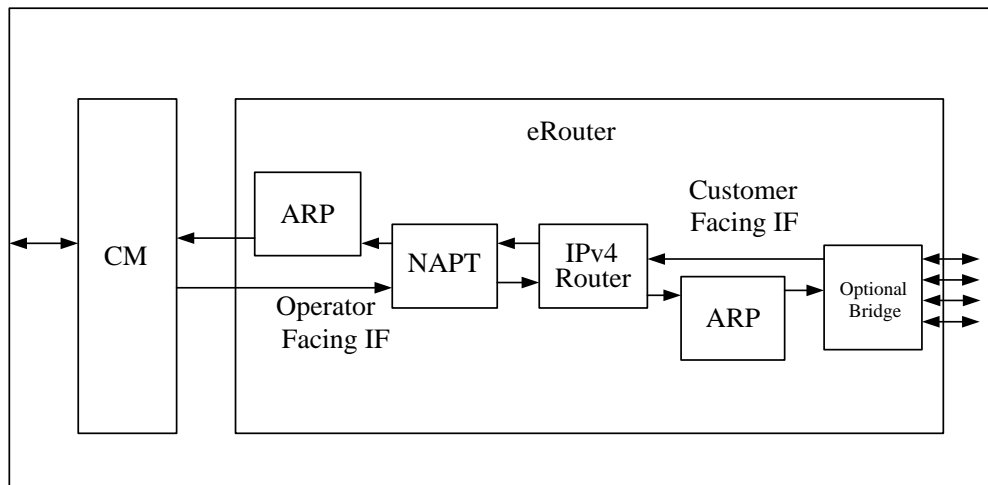 eRouter
Customer
Facing IF
ARP
CM
NAPT
IPv4
Router
Optional
Bridge
Operator
Facing IF
ARP